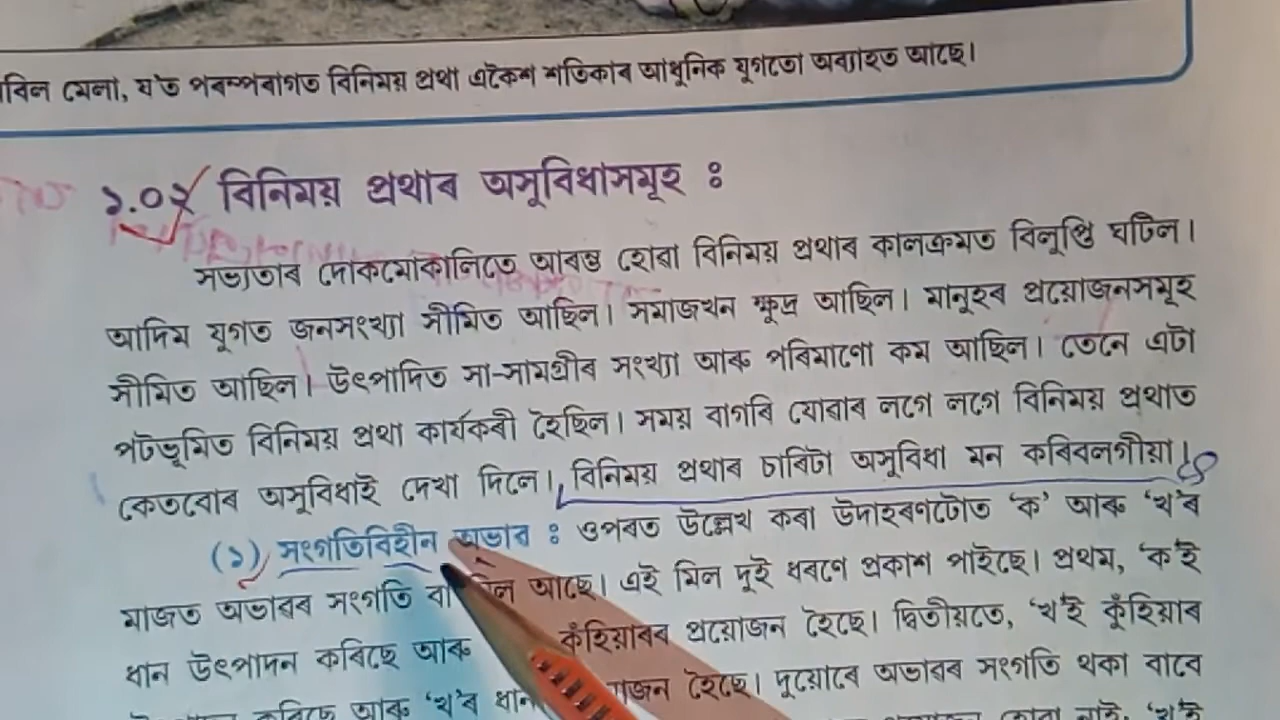 মেলা, য'ত পৰম্পৰাগত বিনিময় প্ৰথা একৈশ শতিকাৰ আধুনিক যুগতো অব্যাহত আছে।
১.০২ বিনিময় প্ৰথাৰ অসুবিধাসমূহ :
সভ্যতাৰ দোকমোকালিতে আৰম্ভ হোৱা বিনিময় প্ৰথাৰ কালক্ৰমত বিলুপ্তি ঘটিল।
আদিম যুগত জনসংখ্যা সীমিত আছিল। সমাজখন ক্ষুদ্ৰ আছিল। মানুহৰ প্ৰয়োজনসমূহ
সীমিত আছিল। উৎপাদিত সা-সামগ্ৰীৰ সংখ্যা আৰু পৰিমাণো কম আছিল। তেনে এটা
পটভূমিত বিনিময় প্ৰথা কাৰ্যকৰী হৈছিল। সময় বাগৰি যোৱাৰ লগে লগে বিনিময় প্ৰথাত
কেতবোৰ অসুবিধাই দেখা দিলে। বিনিময় প্ৰথাৰ চাৰিটা অসুবিধা মন কৰিবলগীয়া।
(১) সংগতিবিহীন অভাৱ : ওপৰত উল্লেখ কৰা উদাহৰণটোত ‘ক’ আৰু ‘খ’ৰ
মাজত অভাৱৰ সংগতি বা মিল আছে। এই মিল দুই ধৰণে প্ৰকাশ পাইছে। প্ৰথম, ‘ক’ই
ধান উৎপাদন কৰিছে আৰু কুঁহিয়াৰৰ প্ৰয়োজন হৈছে। দ্বিতীয়তে, ‘খ’ই কুঁহিয়াৰ
কৰিছে আৰু ‘খ’ৰ ধান হৈছে। দুয়োৰে অভাৱৰ সংগতি থকা বাবে
নাই, ‘খ’ই